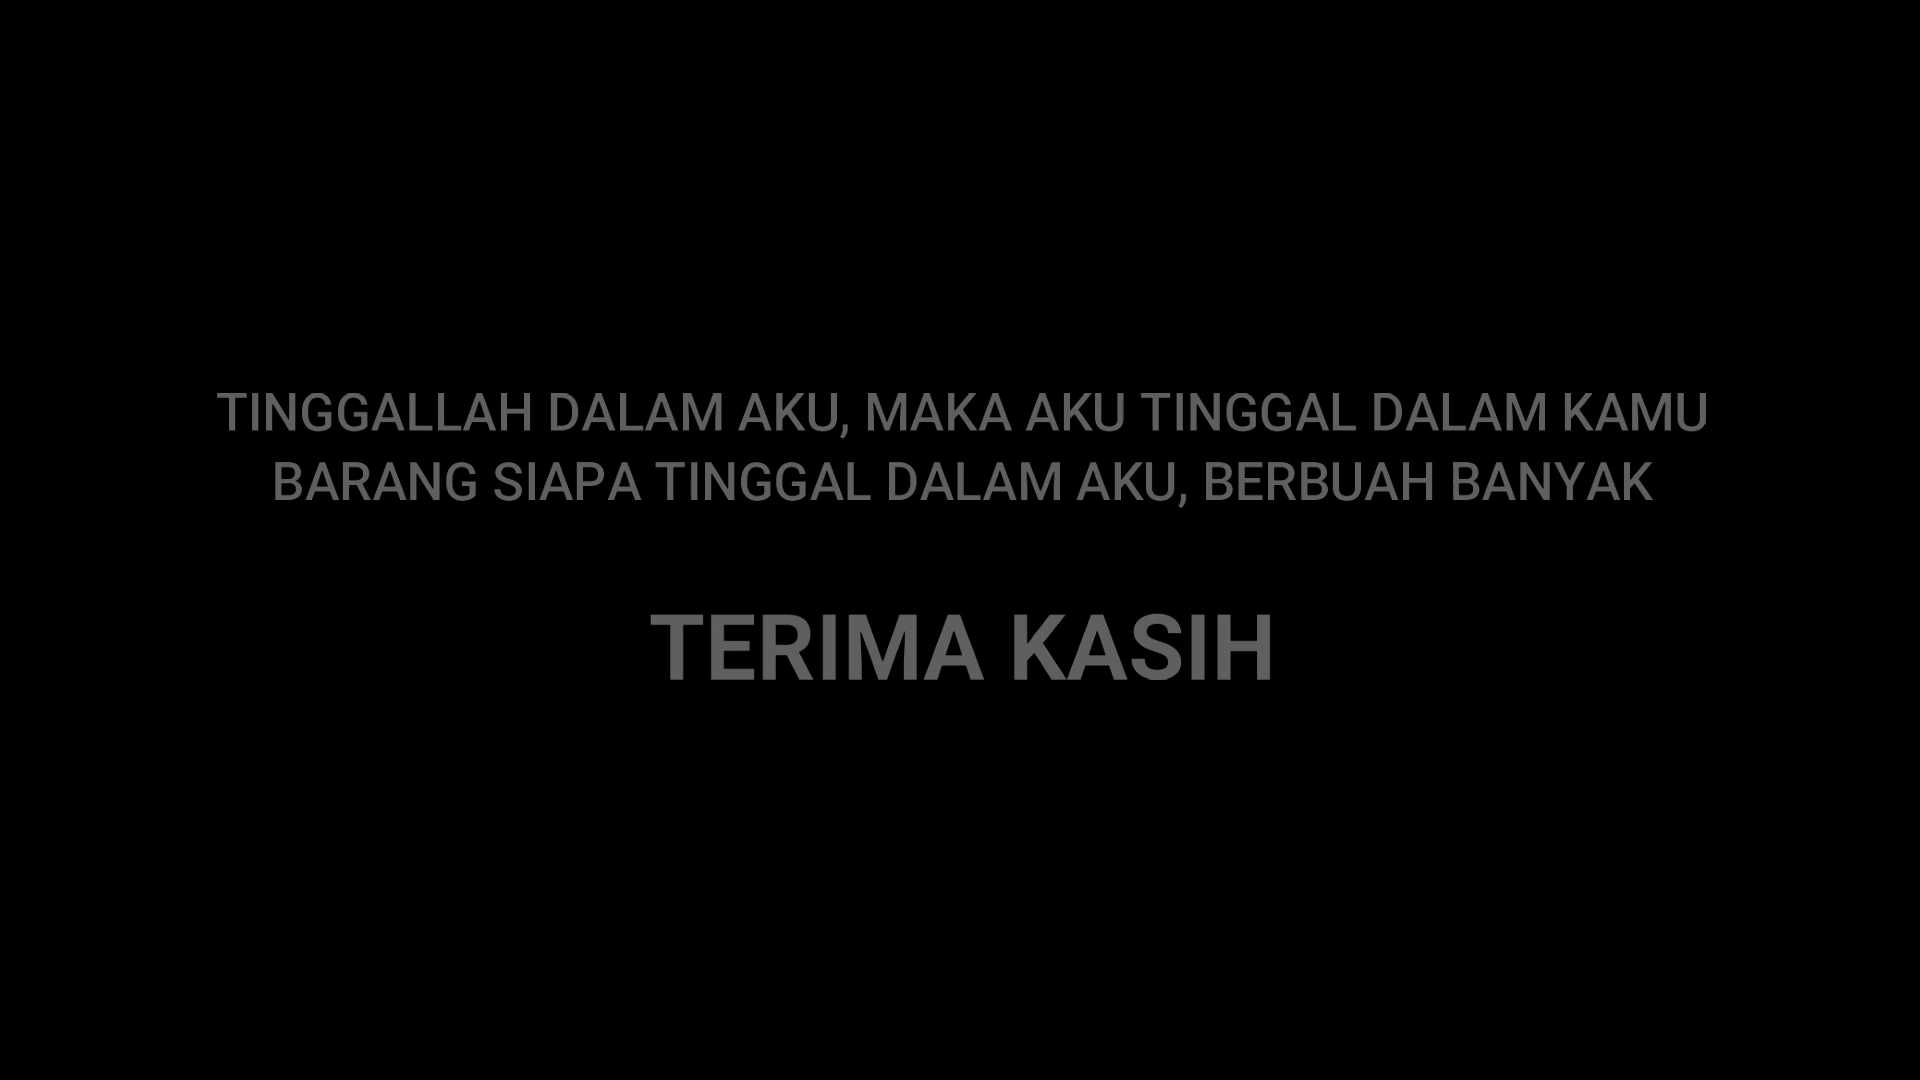 TINGGALLAH DALAM AKU, MAKA AKU TINGGAL DALAM KAMU
BARANG SIAPA TINGGAL DALAM AKU, BERBUAH BANYAK
TERIMA KASIH